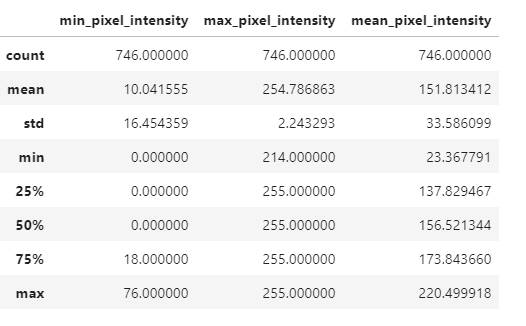 min_pixel_intensity max_pixel_intensity mean_pixel_intensity
count 746.000000 746.000000 746.000000
mean 10.041555 254.786863 151.813412
std 16.454359 2.243293 33.586099
min 0.000000 214.000000 23.367791
25% 0.000000 255.000000 137.829467
50% 0.000000 255.000000 156.521344
75% 18.000000 255.000000 173.843660
max 76.000000 255.000000 220.499918